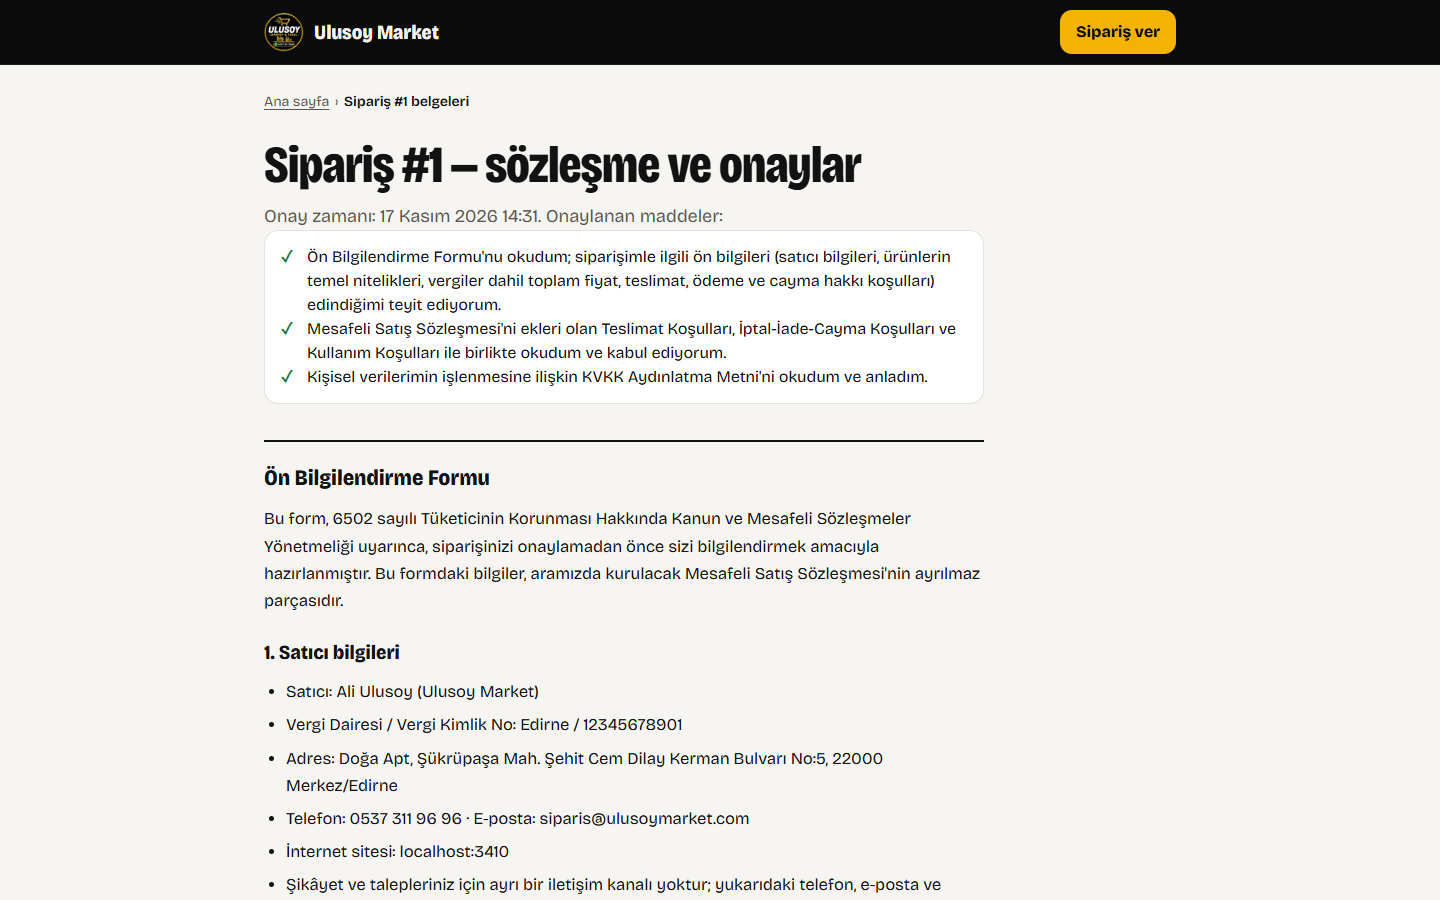 ULUSOY
Ulusoy Market
Sipariş ver
Ana sayfa › Sipariş #1 belgeleri
Sipariş #1 — sözleşme ve onaylar
Onay zamanı: 17 Kasım 2026 14:31. Onaylanan maddeler:
✓ Ön Bilgilendirme Formu'nu okudum; siparişimle ilgili ön bilgileri (satıcı bilgileri, ürünlerin
temel nitelikleri, vergiler dahil toplam fiyat, teslimat, ödeme ve cayma hakkı koşulları)
edindiğimi teyit ediyorum.
✓ Mesafeli Satış Sözleşmesi'ni ekleri olan Teslimat Koşulları, İptal-İade-Cayma Koşulları ve
Kullanım Koşulları ile birlikte okudum ve kabul ediyorum.
✓ Kişisel verilerimin işlenmesine ilişkin KVKK Aydınlatma Metni'ni okudum ve anladım.
Ön Bilgilendirme Formu
Bu form, 6502 sayılı Tüketicinin Korunması Hakkında Kanun ve Mesafeli Sözleşmeler
Yönetmeliği uyarınca, siparişinizi onaylamadan önce sizi bilgilendirmek amacıyla
hazırlanmıştır. Bu formdaki bilgiler, aramızda kurulacak Mesafeli Satış Sözleşmesi'nin ayrılmaz
parçasıdır.
1. Satıcı bilgileri
• Satıcı: Ali Ulusoy (Ulusoy Market)
• Vergi Dairesi / Vergi Kimlik No: Edirne / 12345678901
• Adres: Doğa Apt, Şükrüpaşa Mah. Şehit Cem Dilay Kerman Bulvarı No:5, 22000
Merkez/Edirne
• Telefon: 0537 311 96 96 · E-posta: siparis@ulusoymarket.com
• İnternet sitesi: localhost:3410
• Şikâyet ve talepleriniz için ayrı bir iletişim kanalı yoktur; yukarıdaki telefon, e-posta ve